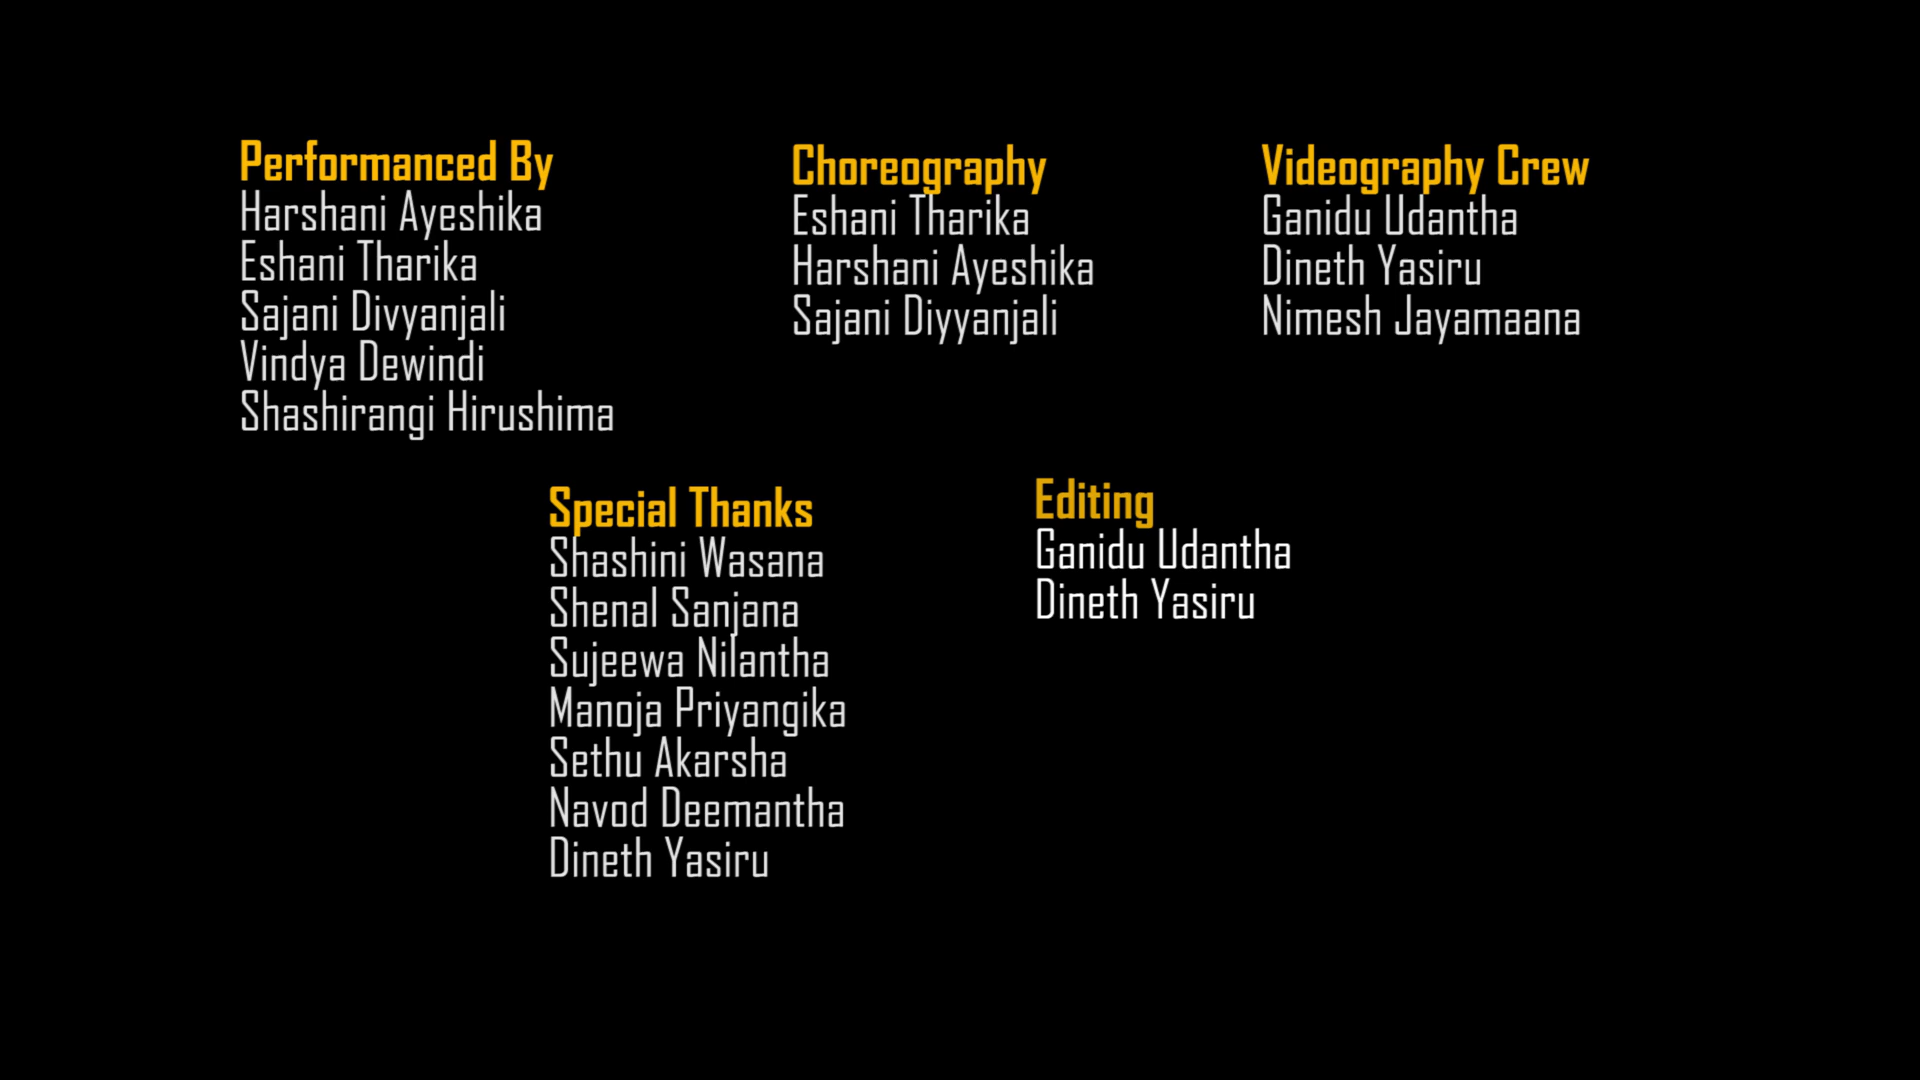 Performanced By
Harshani Ayeshika
Eshani Tharika
Sajani Divyanjali
Vindya Dewindi
Shashirangi Hirushima
Choreography
Eshani Tharika
Harshani Ayeshika
Sajani Diyyanjali
Videography Crew
Ganidu Udantha
Dineth Yasiru
Nimesh Jayamaana
Special Thanks
Shashini Wasana
Shenal Sanjana
Sujeewa Nilantha
Manoja Priyangika
Sethu Akarsha
Navod Deemantha
Dineth Yasiru
Editing
Ganidu Udantha
Dineth Yasiru